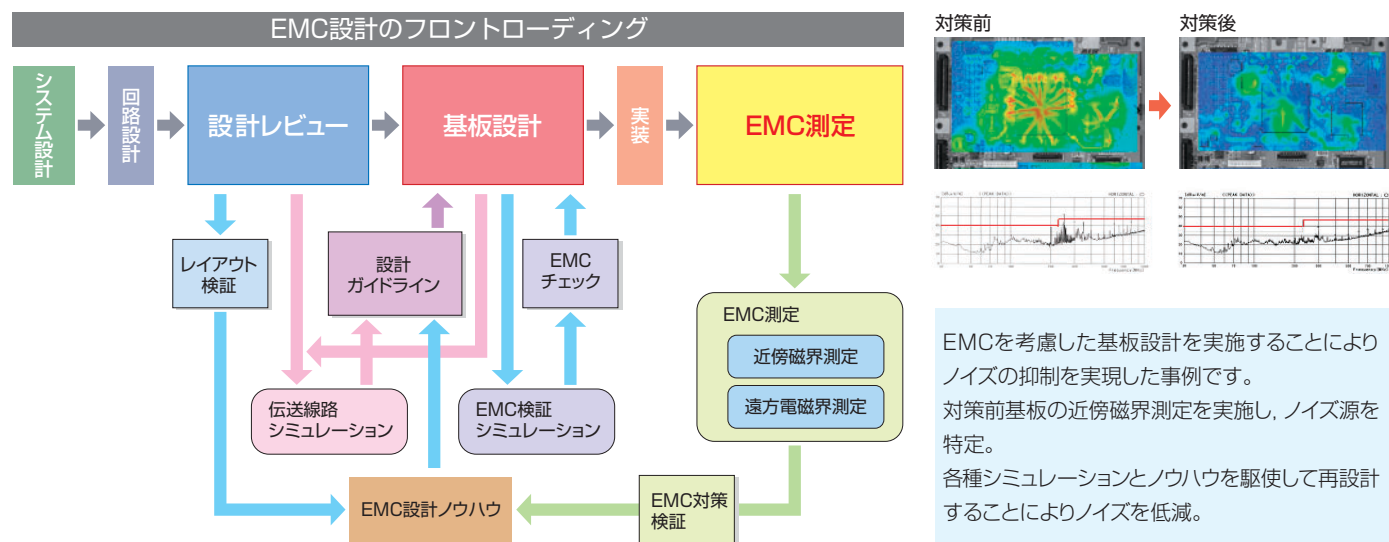 EMC設計のフロントローディング
システム設計
回路設計
設計レビュー
基板設計
実装
EMC測定
レイアウト
検証
設計
ガイドライン
EMC
チェック
伝送線路
シミュレーション
EMC検証
シミュレーション
EMC測定
近傍磁界測定
遠方電磁界測定
EMC設計ノウハウ
EMC対策
検証
対策前
対策後
EMCを考慮した基板設計を実施することにより
ノイズの抑制を実現した事例です。
対策前基板の近傍磁界測定を実施し, ノイズ源を
特定。
各種シミュレーションとノウハウを駆使して再設計
することによりノイズを低減。